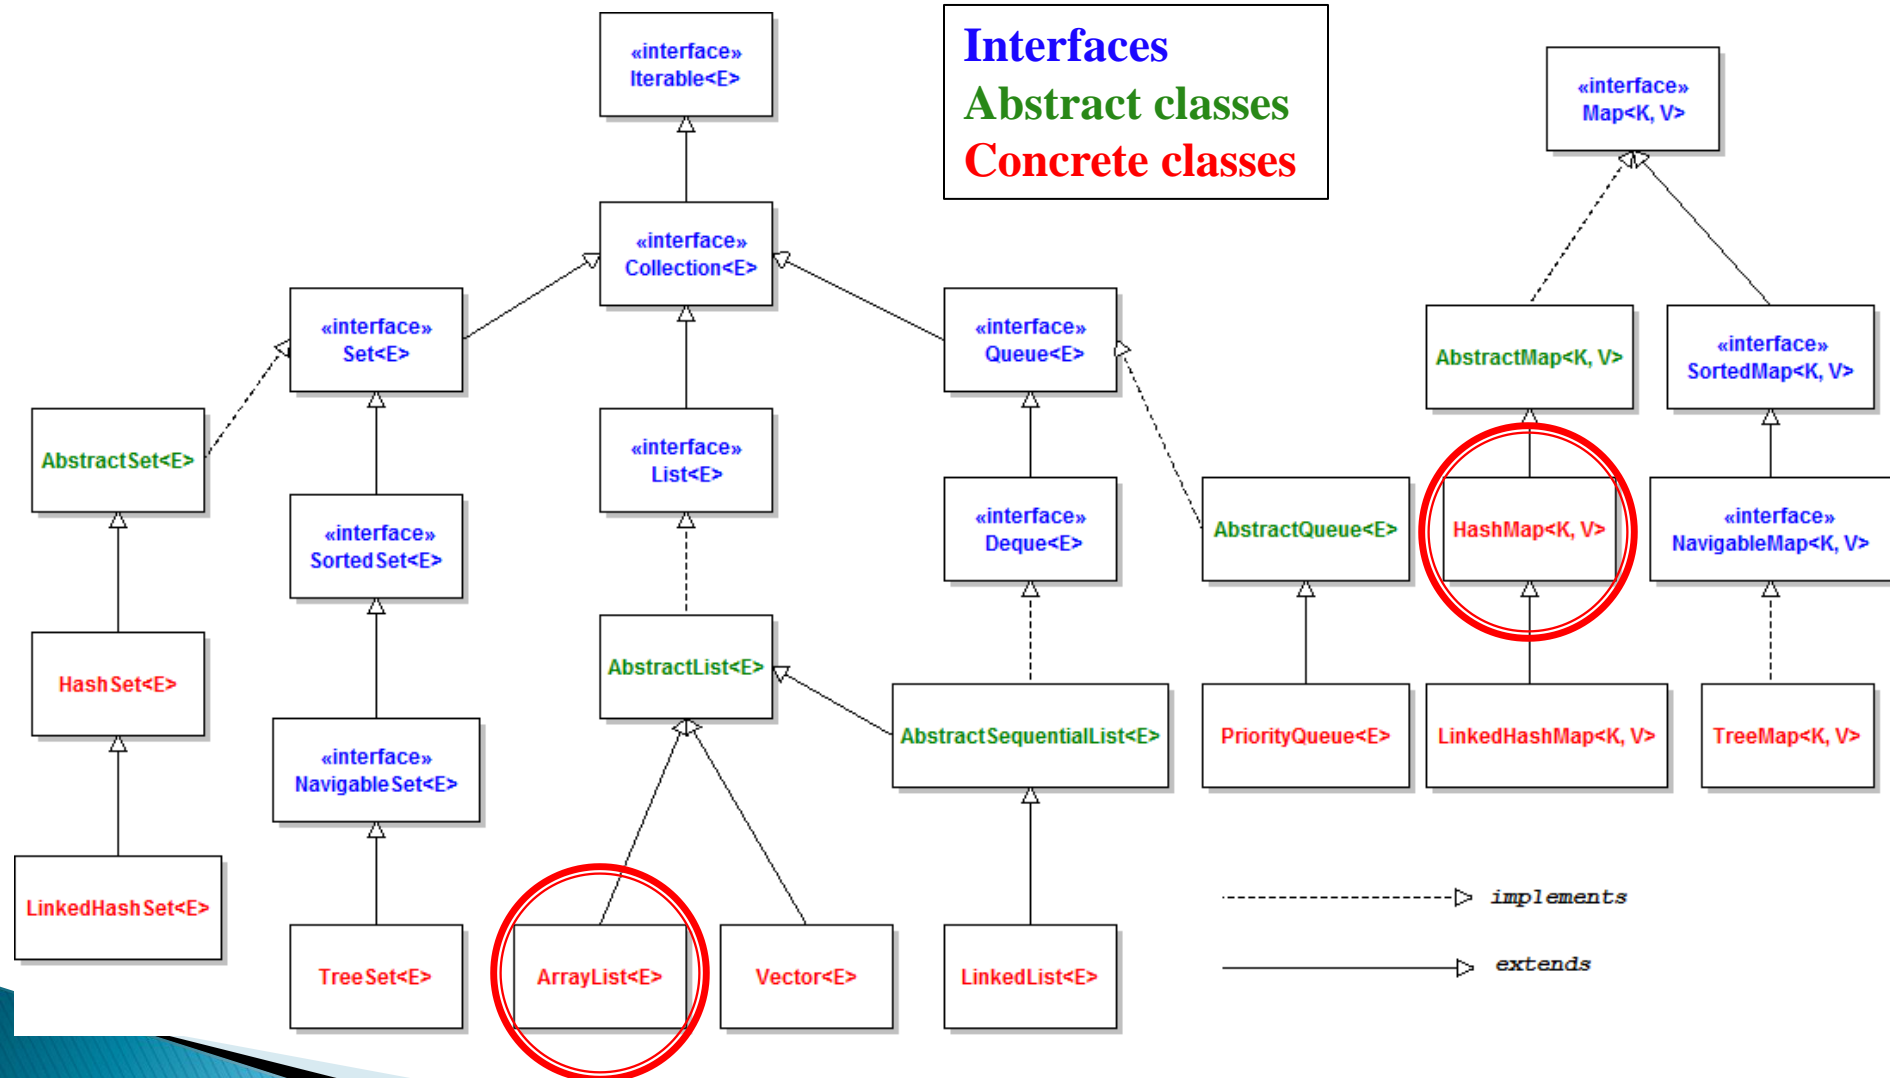 «interface»
Iterable<E>
Interfaces
Abstract classes
Concrete classes
«interface»
Map<K, V>
«interface»
Collection<E>
«interface»
Set<E>
«interface»
Queue<E>
AbstractMap<K, V>
«interface»
SortedMap<K, V>
AbstractSet<E>
«interface»
List<E>
«interface»
SortedSet<E>
«interface»
Deque<E>
AbstractQueue<E>
HashMap<K, V>
«interface»
NavigableMap<K, V>
HashSet<E>
AbstractList<E>
«interface»
NavigableSet<E>
AbstractSequentialList<E>
PriorityQueue<E>
LinkedHashMap<K, V>
TreeMap<K, V>
LinkedHashSet<E>
TreeSet<E>
ArrayList<E>
Vector<E>
LinkedList<E>
implements
extends